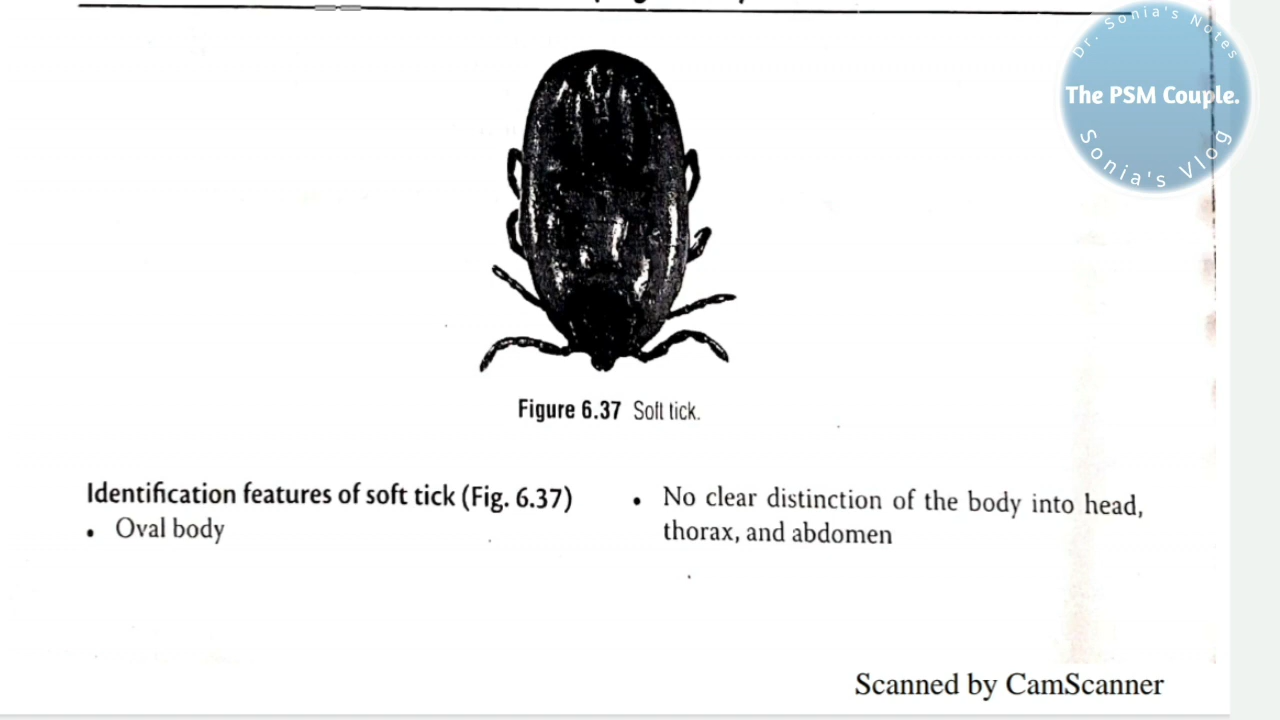 Dr. Sonia's Notes
The PSM Couple.
Sonia's Vlog
Figure 6.37 Soft tick.
Identification features of soft tick (Fig. 6.37)
• Oval body
• No clear distinction of the body into head,
thorax, and abdomen
Scanned by CamScanner